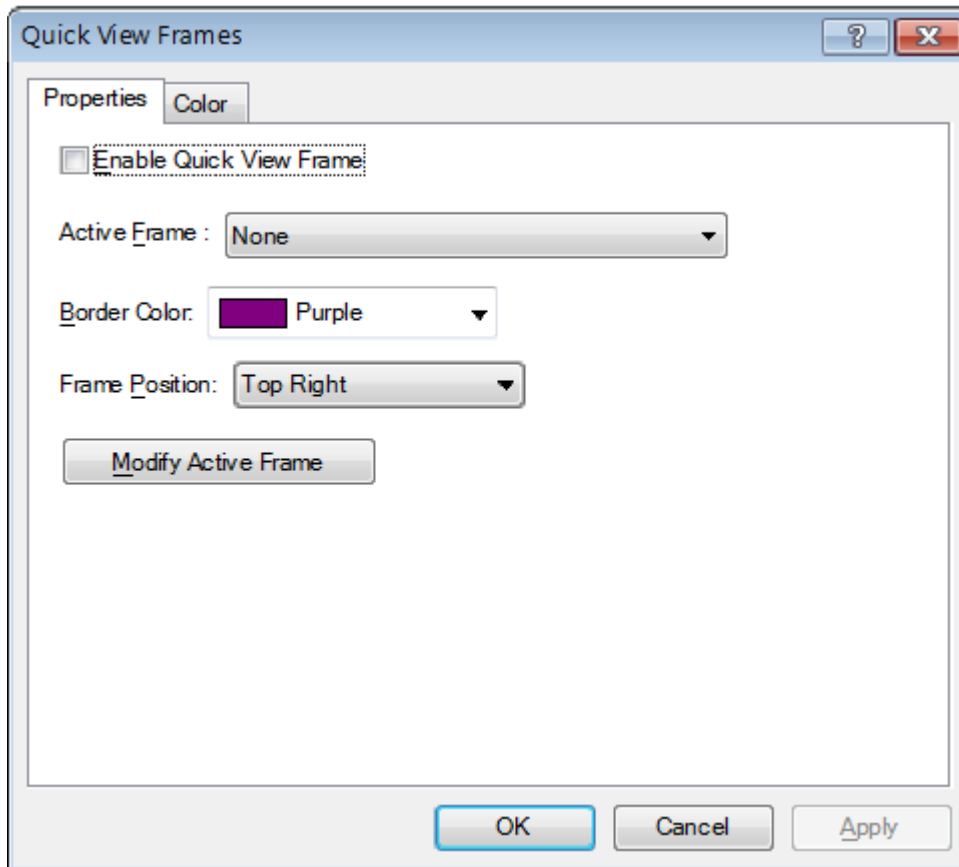 Quick View Frames
Properties Color
Enable Quick View Frame
Active Frame : None
Border Color: Purple
Frame Position: Top Right
Modify Active Frame
OK Cancel Apply